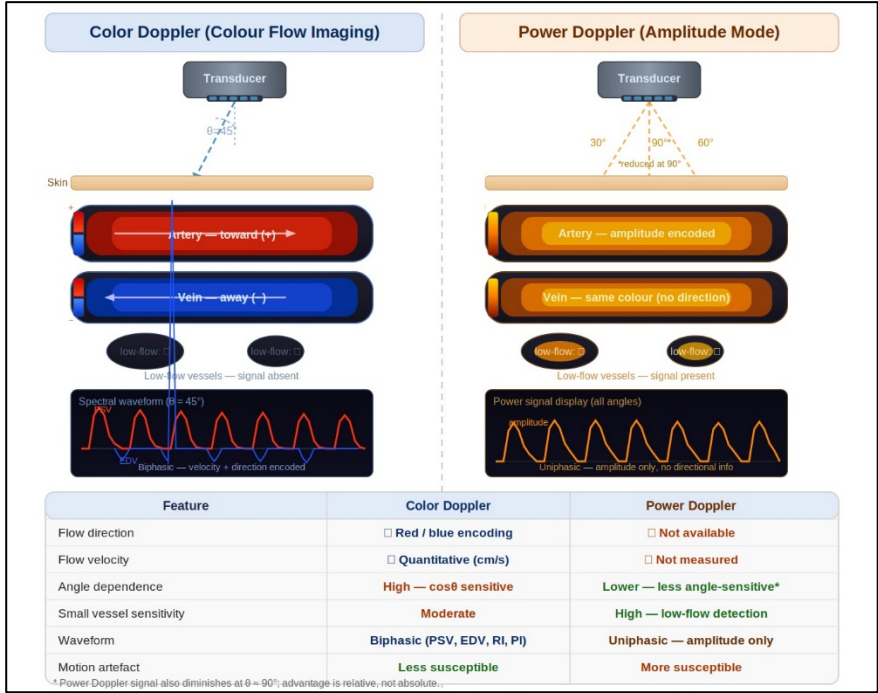 Color Doppler (Colour Flow Imaging)
Transducer
θ=45°
Skin
+
Artery — toward (+)
Vein — away (−)
−
low-flow: □
low-flow: □
Low-flow vessels — signal absent
Spectral waveform (θ = 45°)
PSV
EDV
Biphasic — velocity + direction encoded
Power Doppler (Amplitude Mode)
Transducer
30°
90°*
60°
*reduced at 90°
Artery — amplitude encoded
Vein — same colour (no direction)
low-flow: □
low-flow: □
Low-flow vessels — signal present
Power signal display (all angles)
amplitude
Uniphasic — amplitude only, no directional info
Feature Color Doppler Power Doppler
Flow direction □ Red / blue encoding □ Not available
Flow velocity □ Quantitative (cm/s) □ Not measured
Angle dependence High — cosθ sensitive Lower — less angle-sensitive*
Small vessel sensitivity Moderate High — low-flow detection
Waveform Biphasic (PSV, EDV, RI, PI) Uniphasic — amplitude only
Motion artefact Less susceptible More susceptible
* Power Doppler signal also diminishes at θ ≈ 90°; advantage is relative, not absolute.